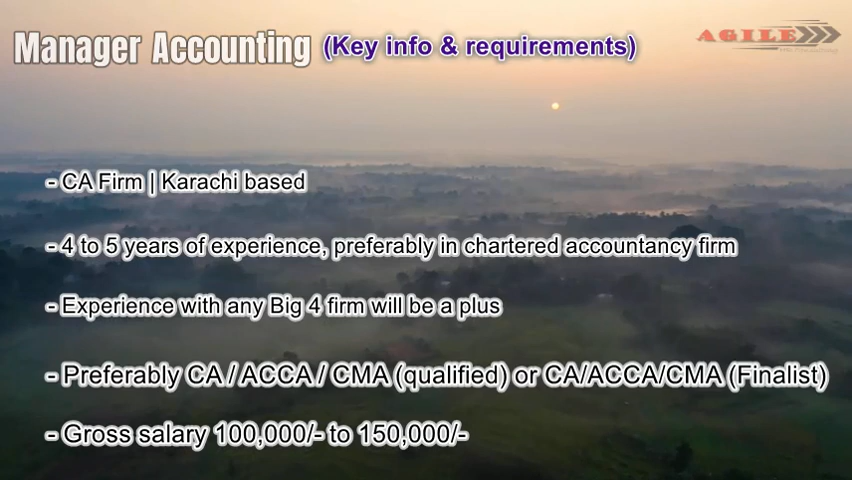 Manager Accounting (Key info & requirements)
AGILE
- CA Firm | Karachi based
- 4 to 5 years of experience, preferably in chartered accountancy firm
- Experience with any Big 4 firm will be a plus
- Preferably CA / ACCA / CMA (qualified) or CA/ACCA/CMA (Finalist)
- Gross salary 100,000/- to 150,000/-